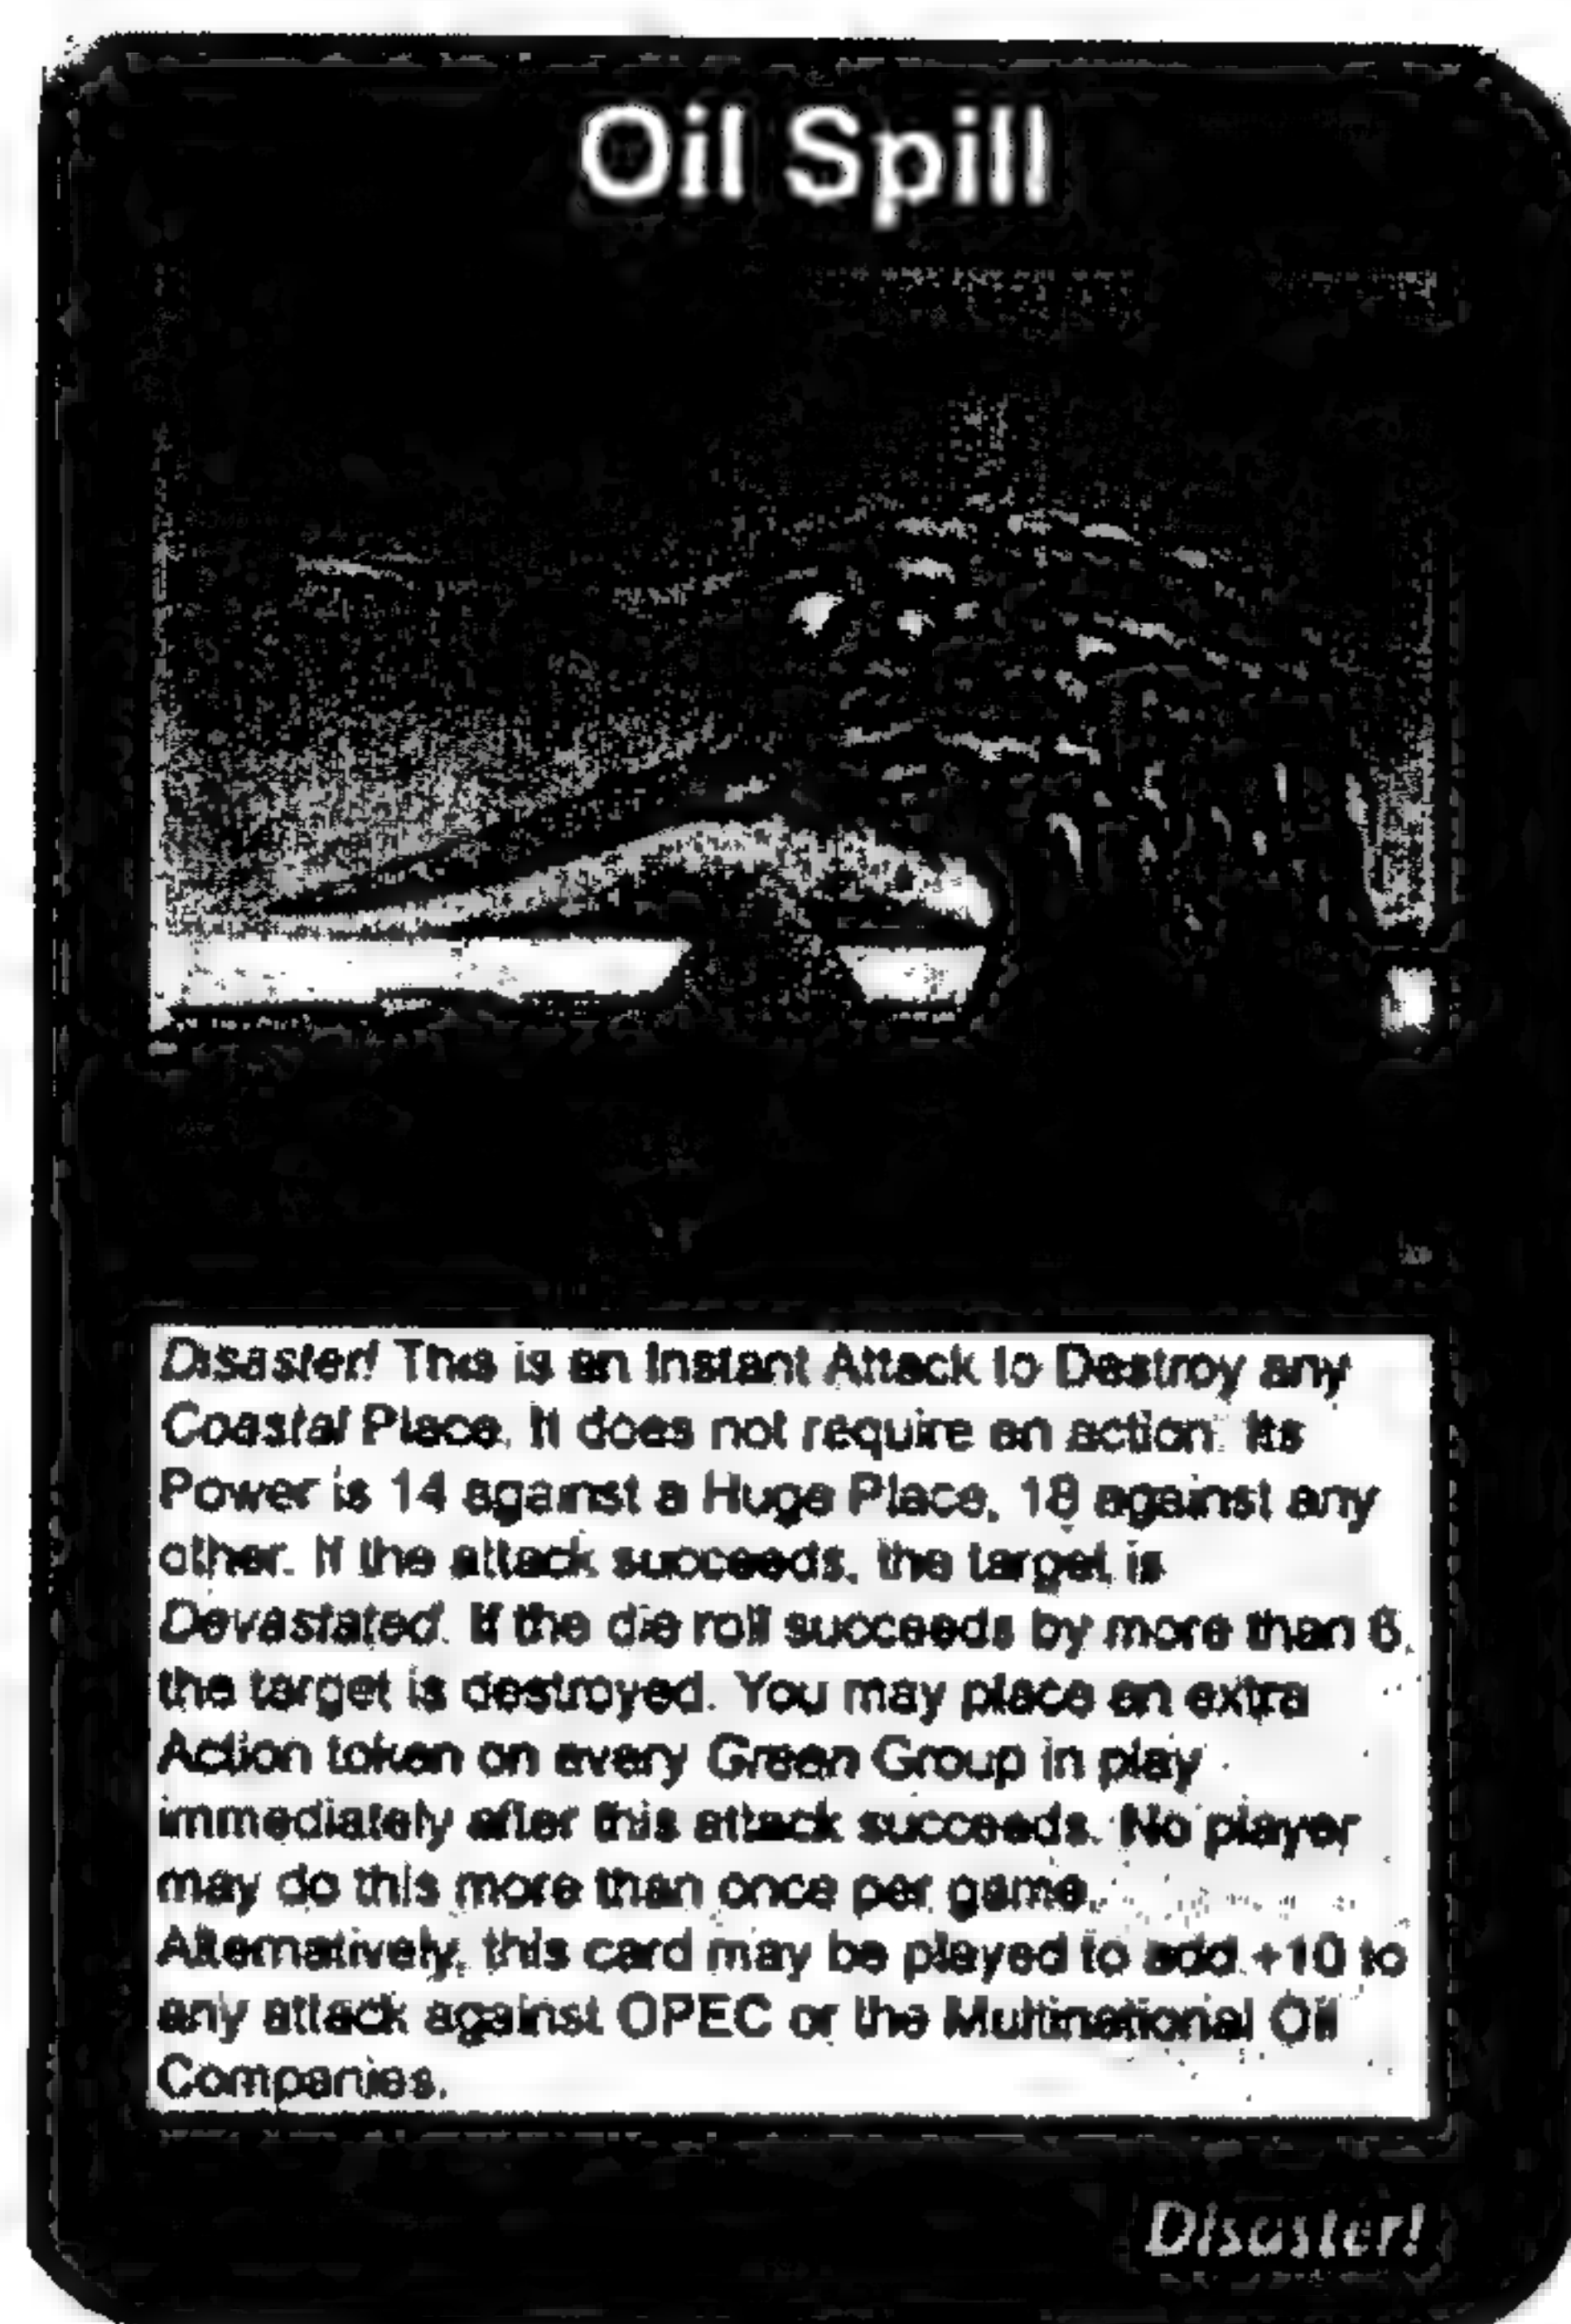 Oil Spill
Disaster! This is an Instant Attack to Destroy any
Coastal Place. It does not require an action. Its
Power is 14 against a Huge Place, 18 against any
other. If the attack succeeds, the target is
Devastated. If the die roll succeeds by more than 6,
the target is destroyed. You may place an extra
Action token on every Green Group in play
immediately after this attack succeeds. No player
may do this more than once per game.
Alternatively, this card may be played to add +10 to
any attack against OPEC or the Multinational Oil
Companies.
Disaster!